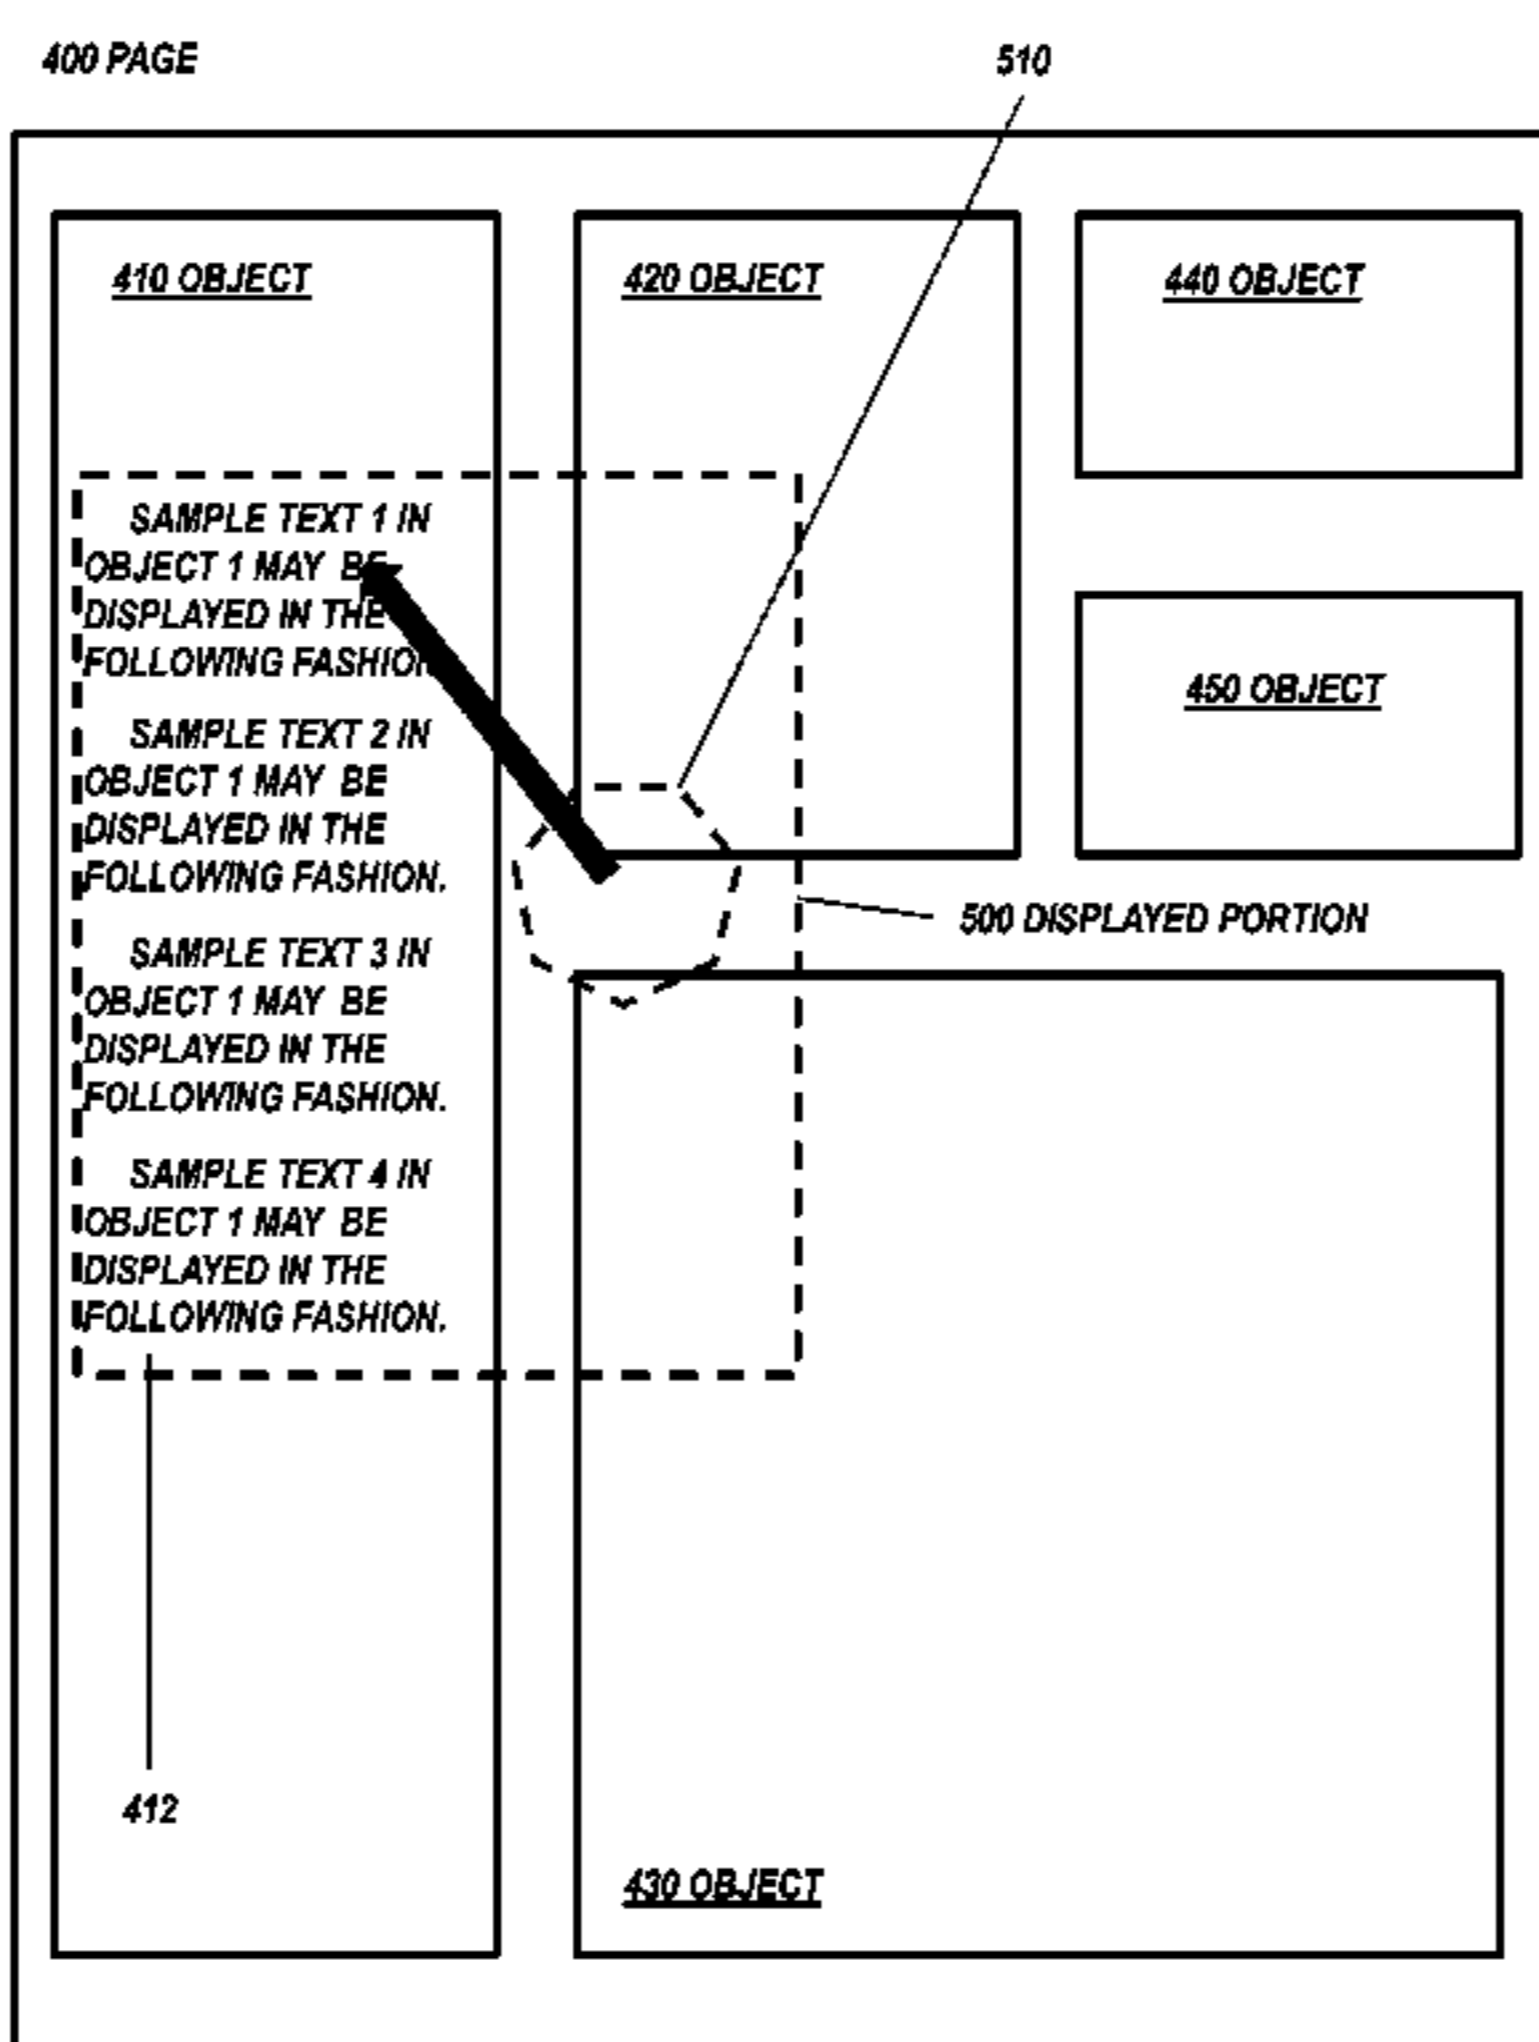 400 PAGE
510
410 OBJECT
420 OBJECT
440 OBJECT
SAMPLE TEXT 1 IN
OBJECT 1 MAY BE
DISPLAYED IN THE
FOLLOWING FASHION
450 OBJECT
SAMPLE TEXT 2 IN
OBJECT 1 MAY BE
DISPLAYED IN THE
FOLLOWING FASHION.
500 DISPLAYED PORTION
SAMPLE TEXT 3 IN
OBJECT 1 MAY BE
DISPLAYED IN THE
FOLLOWING FASHION.
SAMPLE TEXT 4 IN
OBJECT 1 MAY BE
DISPLAYED IN THE
FOLLOWING FASHION.
412
430 OBJECT